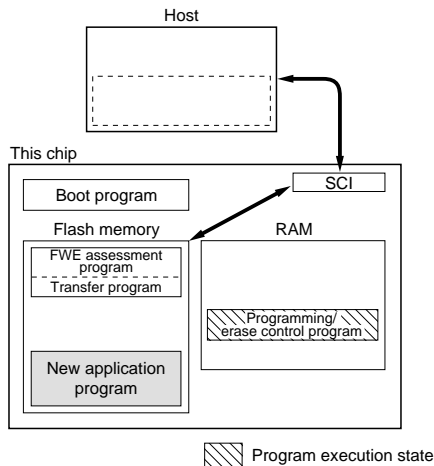 Host
This chip
SCI
Boot program
Flash memory
RAM
FWE assessment
program
Transfer program
Programming/
erase control program
New application
program
Program execution state